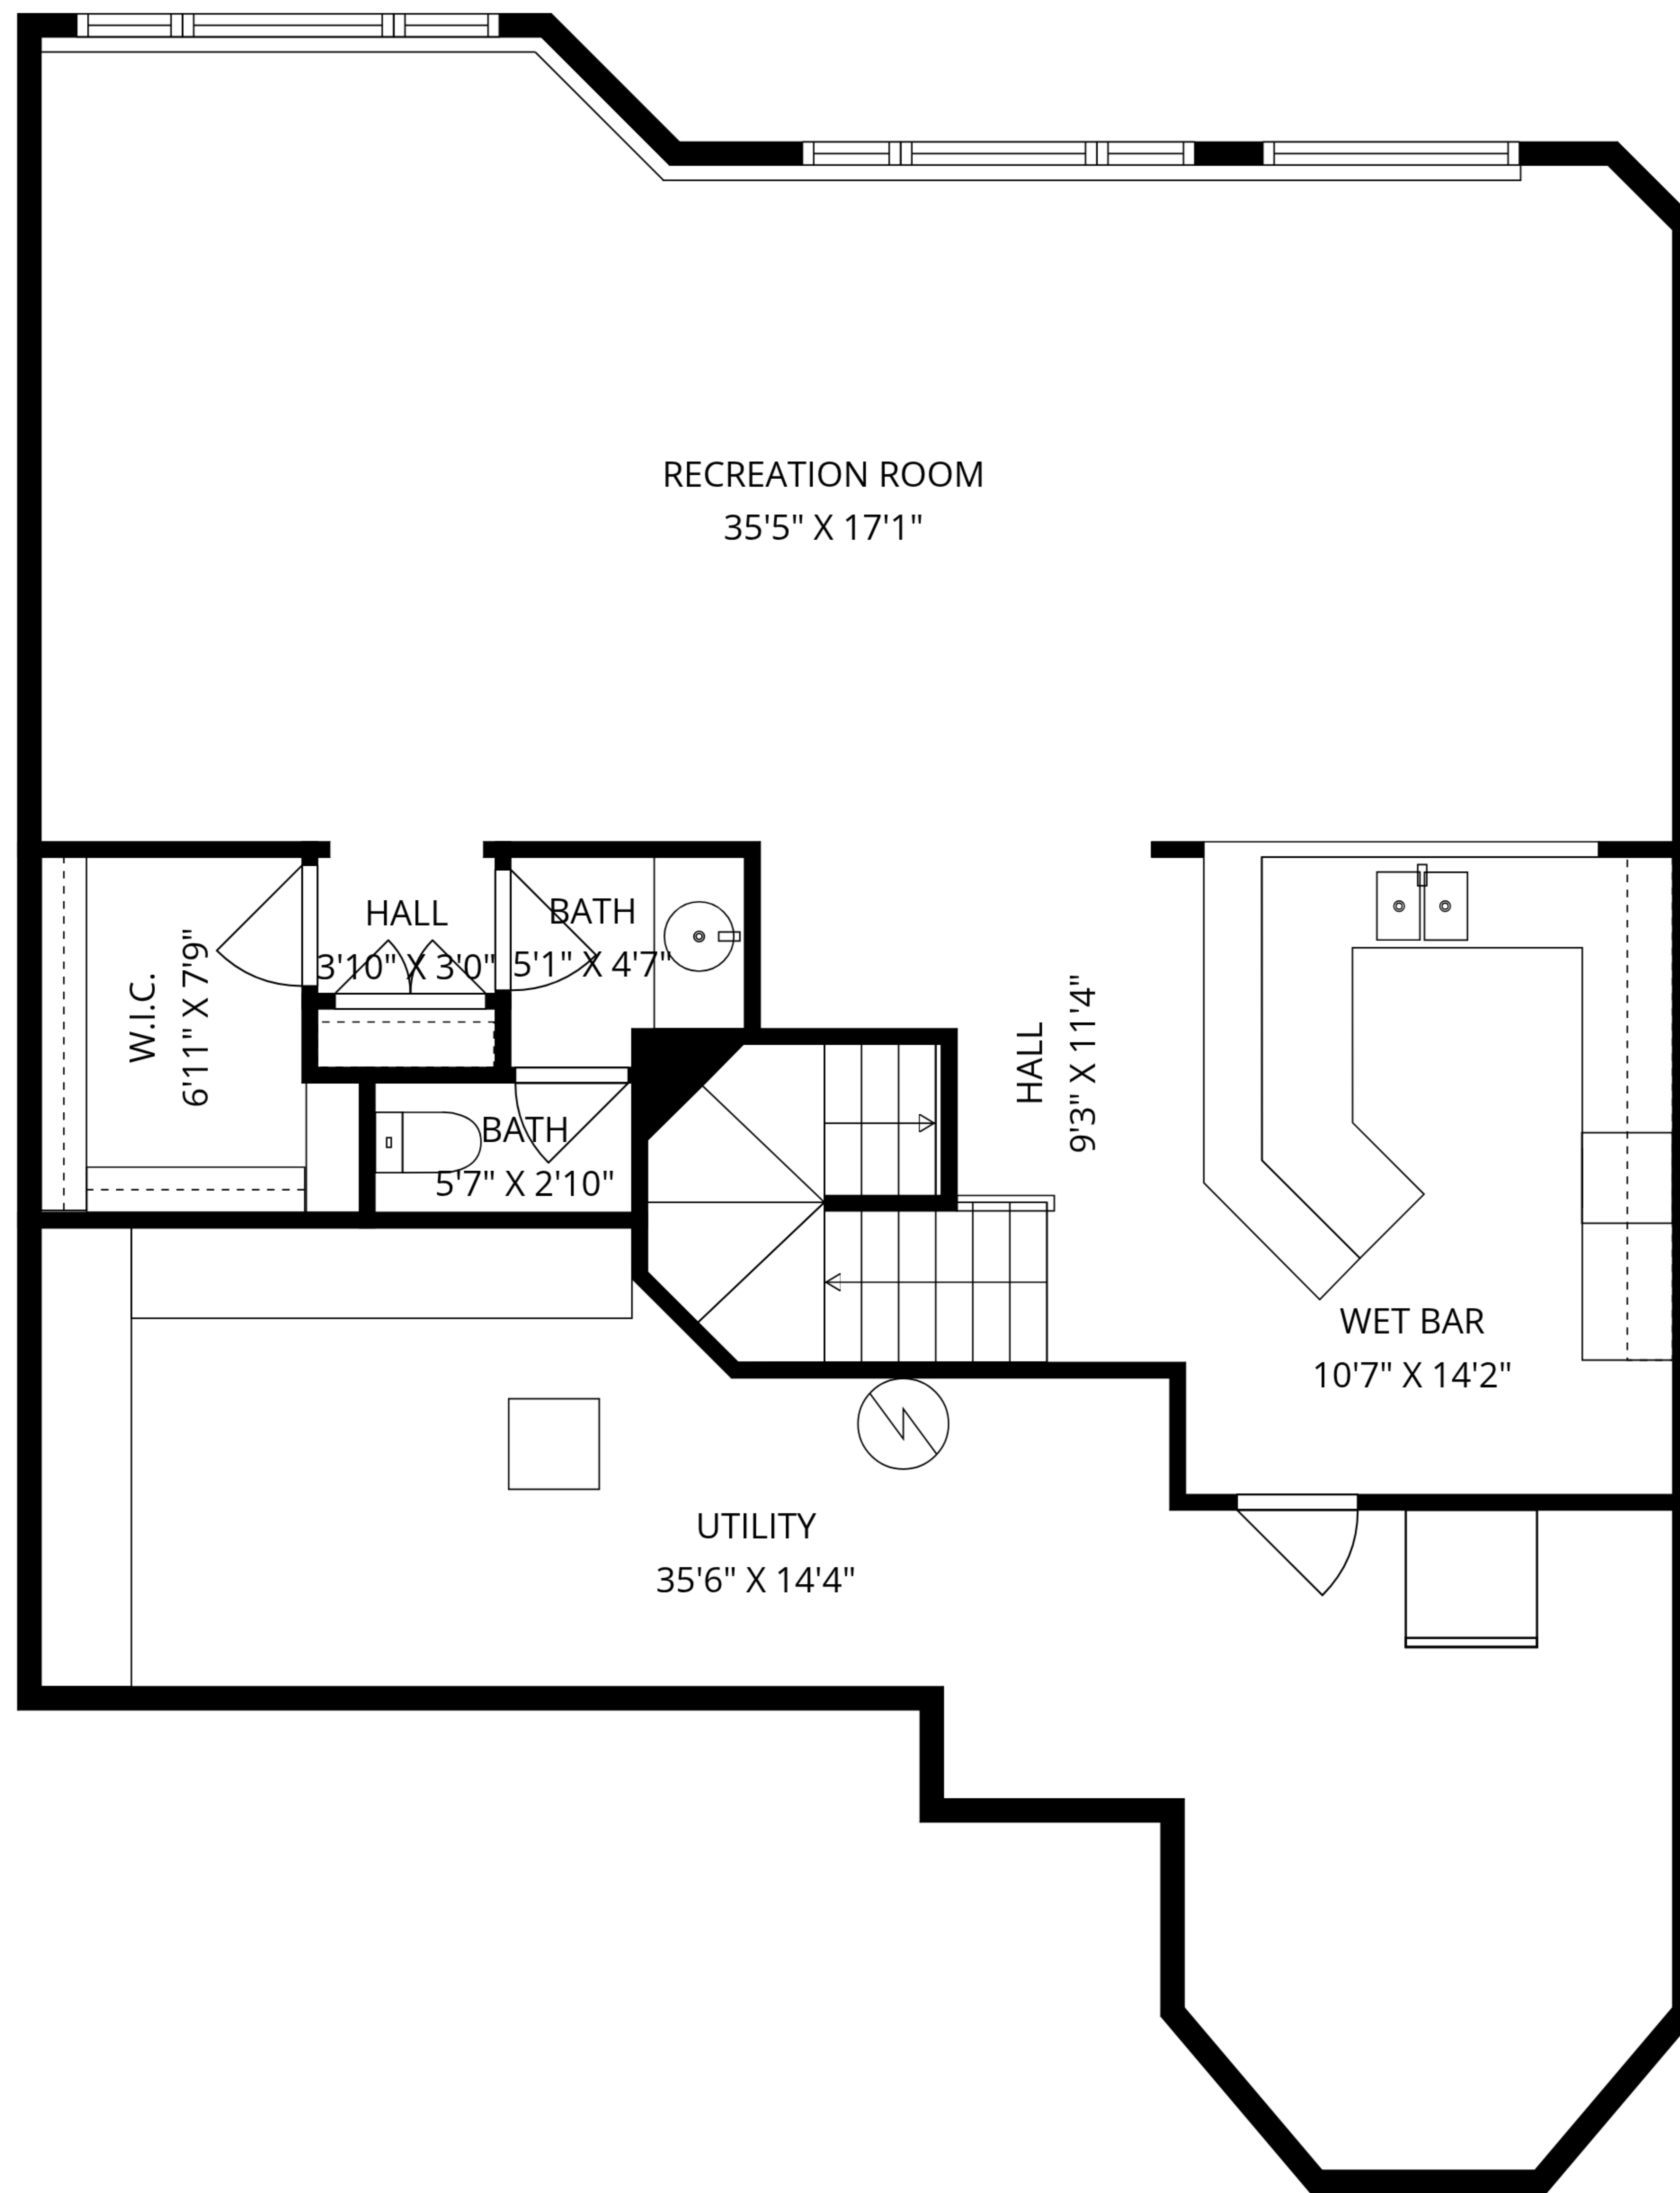 RECREATION ROOM
35'5" X 17'1"
HALL
3'10" X 3'0"
BATH
5'1" X 4'7"
W.I.C.
6'11" X 7'9"
BATH
5'7" X 2'10"
HALL
9'3" X 11'4"
WET BAR
10'7" X 14'2"
UTILITY
35'6" X 14'4"